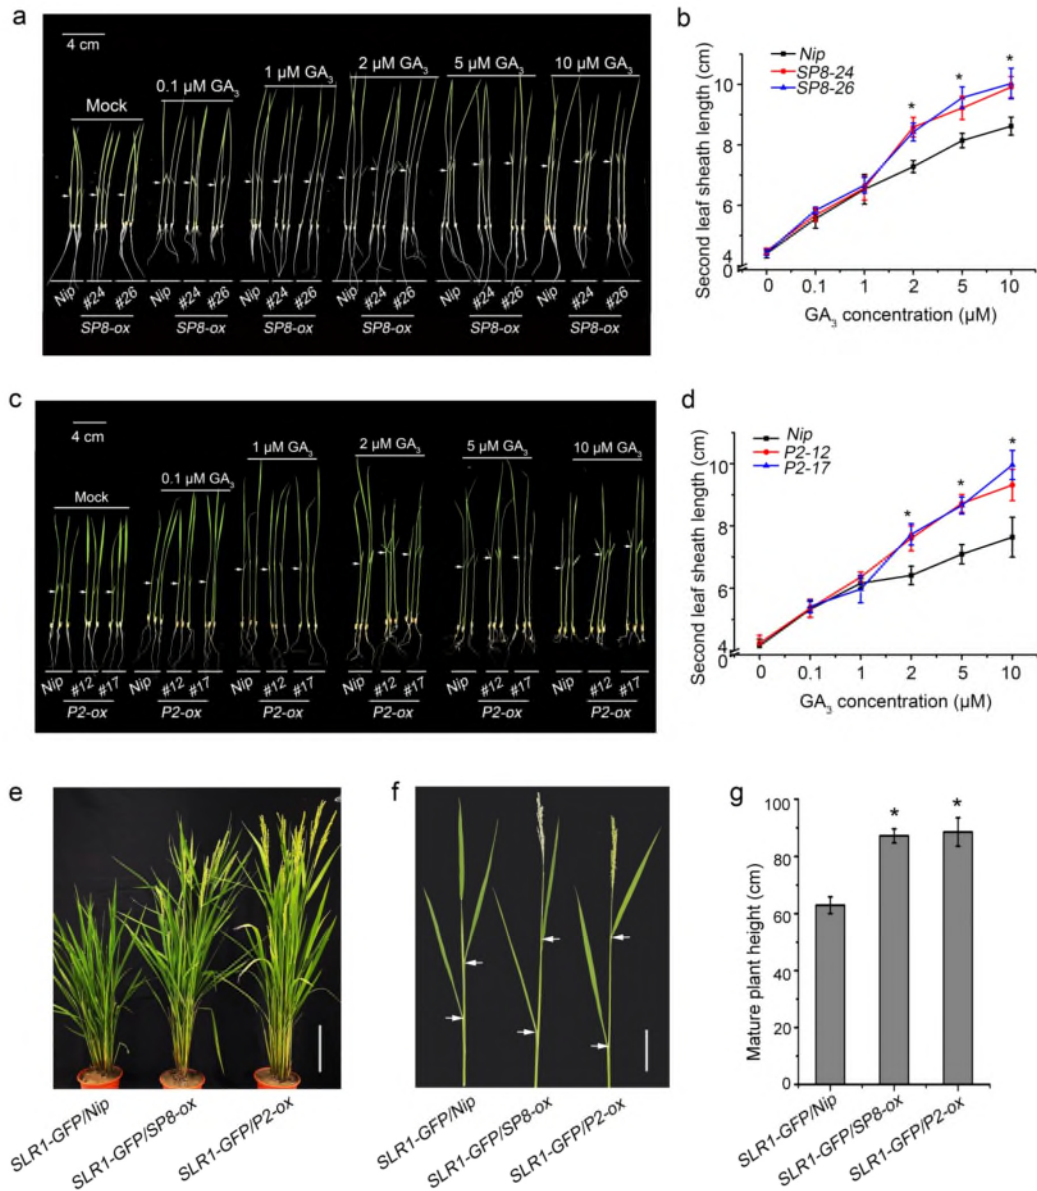 a
4 cm
Mock
0.1 µM GA₃
1 µM GA₃
2 µM GA₃
5 µM GA₃
10 µM GA₃
Nip #24 #26 Nip #24 #26 Nip #24 #26 Nip #24 #26 Nip #24 #26 Nip #24 #26
SP8-ox SP8-ox SP8-ox SP8-ox SP8-ox SP8-ox
b
Nip
SP8-24
SP8-26
* * *
Second leaf sheath length (cm)
10
8
6
4
0
0 0.1 1 2 5 10
GA₃ concentration (µM)
c
4 cm
Mock
0.1 µM GA₃
1 µM GA₃
2 µM GA₃
5 µM GA₃
10 µM GA₃
Nip #12 #17 Nip #12 #17 Nip #12 #17 Nip #12 #17 Nip #12 #17 Nip #12 #17
P2-ox P2-ox P2-ox P2-ox P2-ox P2-ox
d
Nip
P2-12
P2-17
* * *
Second leaf sheath length (cm)
10
8
6
4
0
0 0.1 1 2 5 10
GA₃ concentration (µM)
e
SLR1-GFP/Nip
SLR1-GFP/SP8-ox
SLR1-GFP/P2-ox
f
SLR1-GFP/Nip
SLR1-GFP/SP8-ox
SLR1-GFP/P2-ox
g
* *
Mature plant height (cm)
100
80
60
40
20
0
SLR1-GFP/Nip
SLR1-GFP/SP8-ox
SLR1-GFP/P2-ox